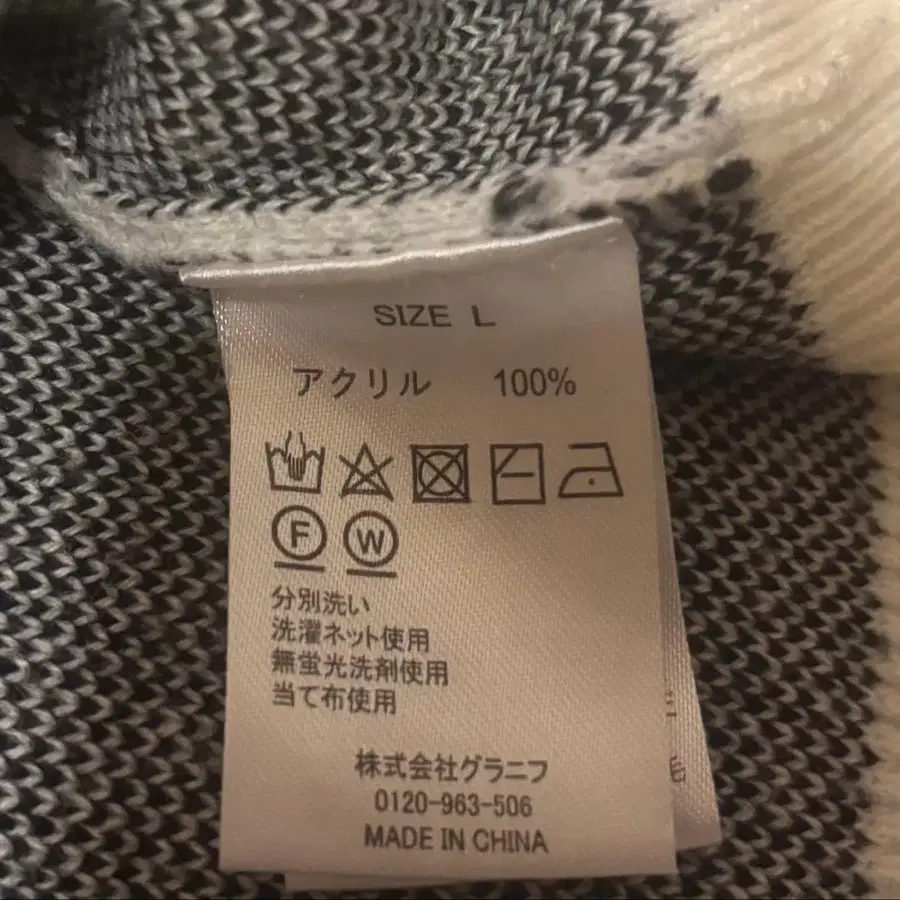 SIZE L
アクリル 100%
F W
分別洗い
洗濯ネット使用
無蛍光洗剤使用
当て布使用
株式会社グラニフ
0120-963-506
MADE IN CHINA
毛